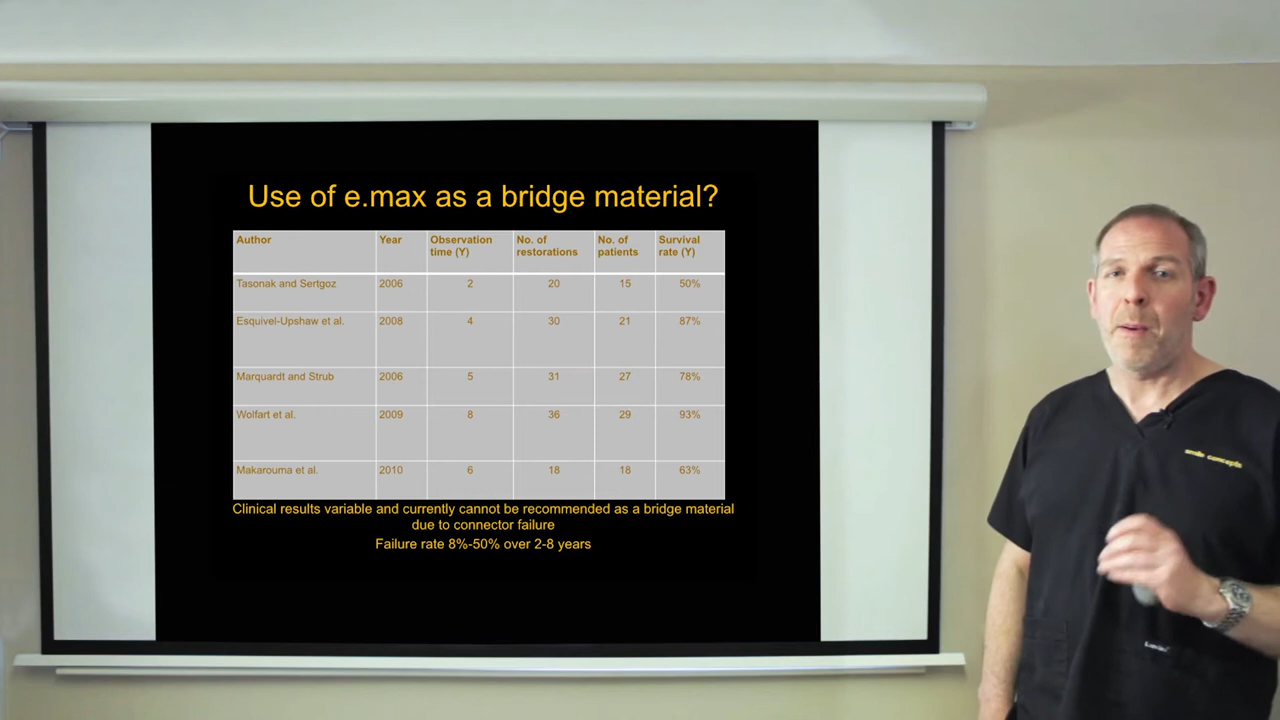 Use of e.max as a bridge material?
Author Year Observation time (Y) No. of restorations No. of patients Survival rate (Y)
Tasonak and Sertgoz 2006 2 20 15 50%
Esquivel-Upshaw et al. 2008 4 30 21 87%
Marquardt and Strub 2006 5 31 27 78%
Wolfart et al. 2009 8 36 29 93%
Makarouma et al. 2010 6 18 18 63%
Clinical results variable and currently cannot be recommended as a bridge material
due to connector failure
Failure rate 8%-50% over 2-8 years
smile concepts